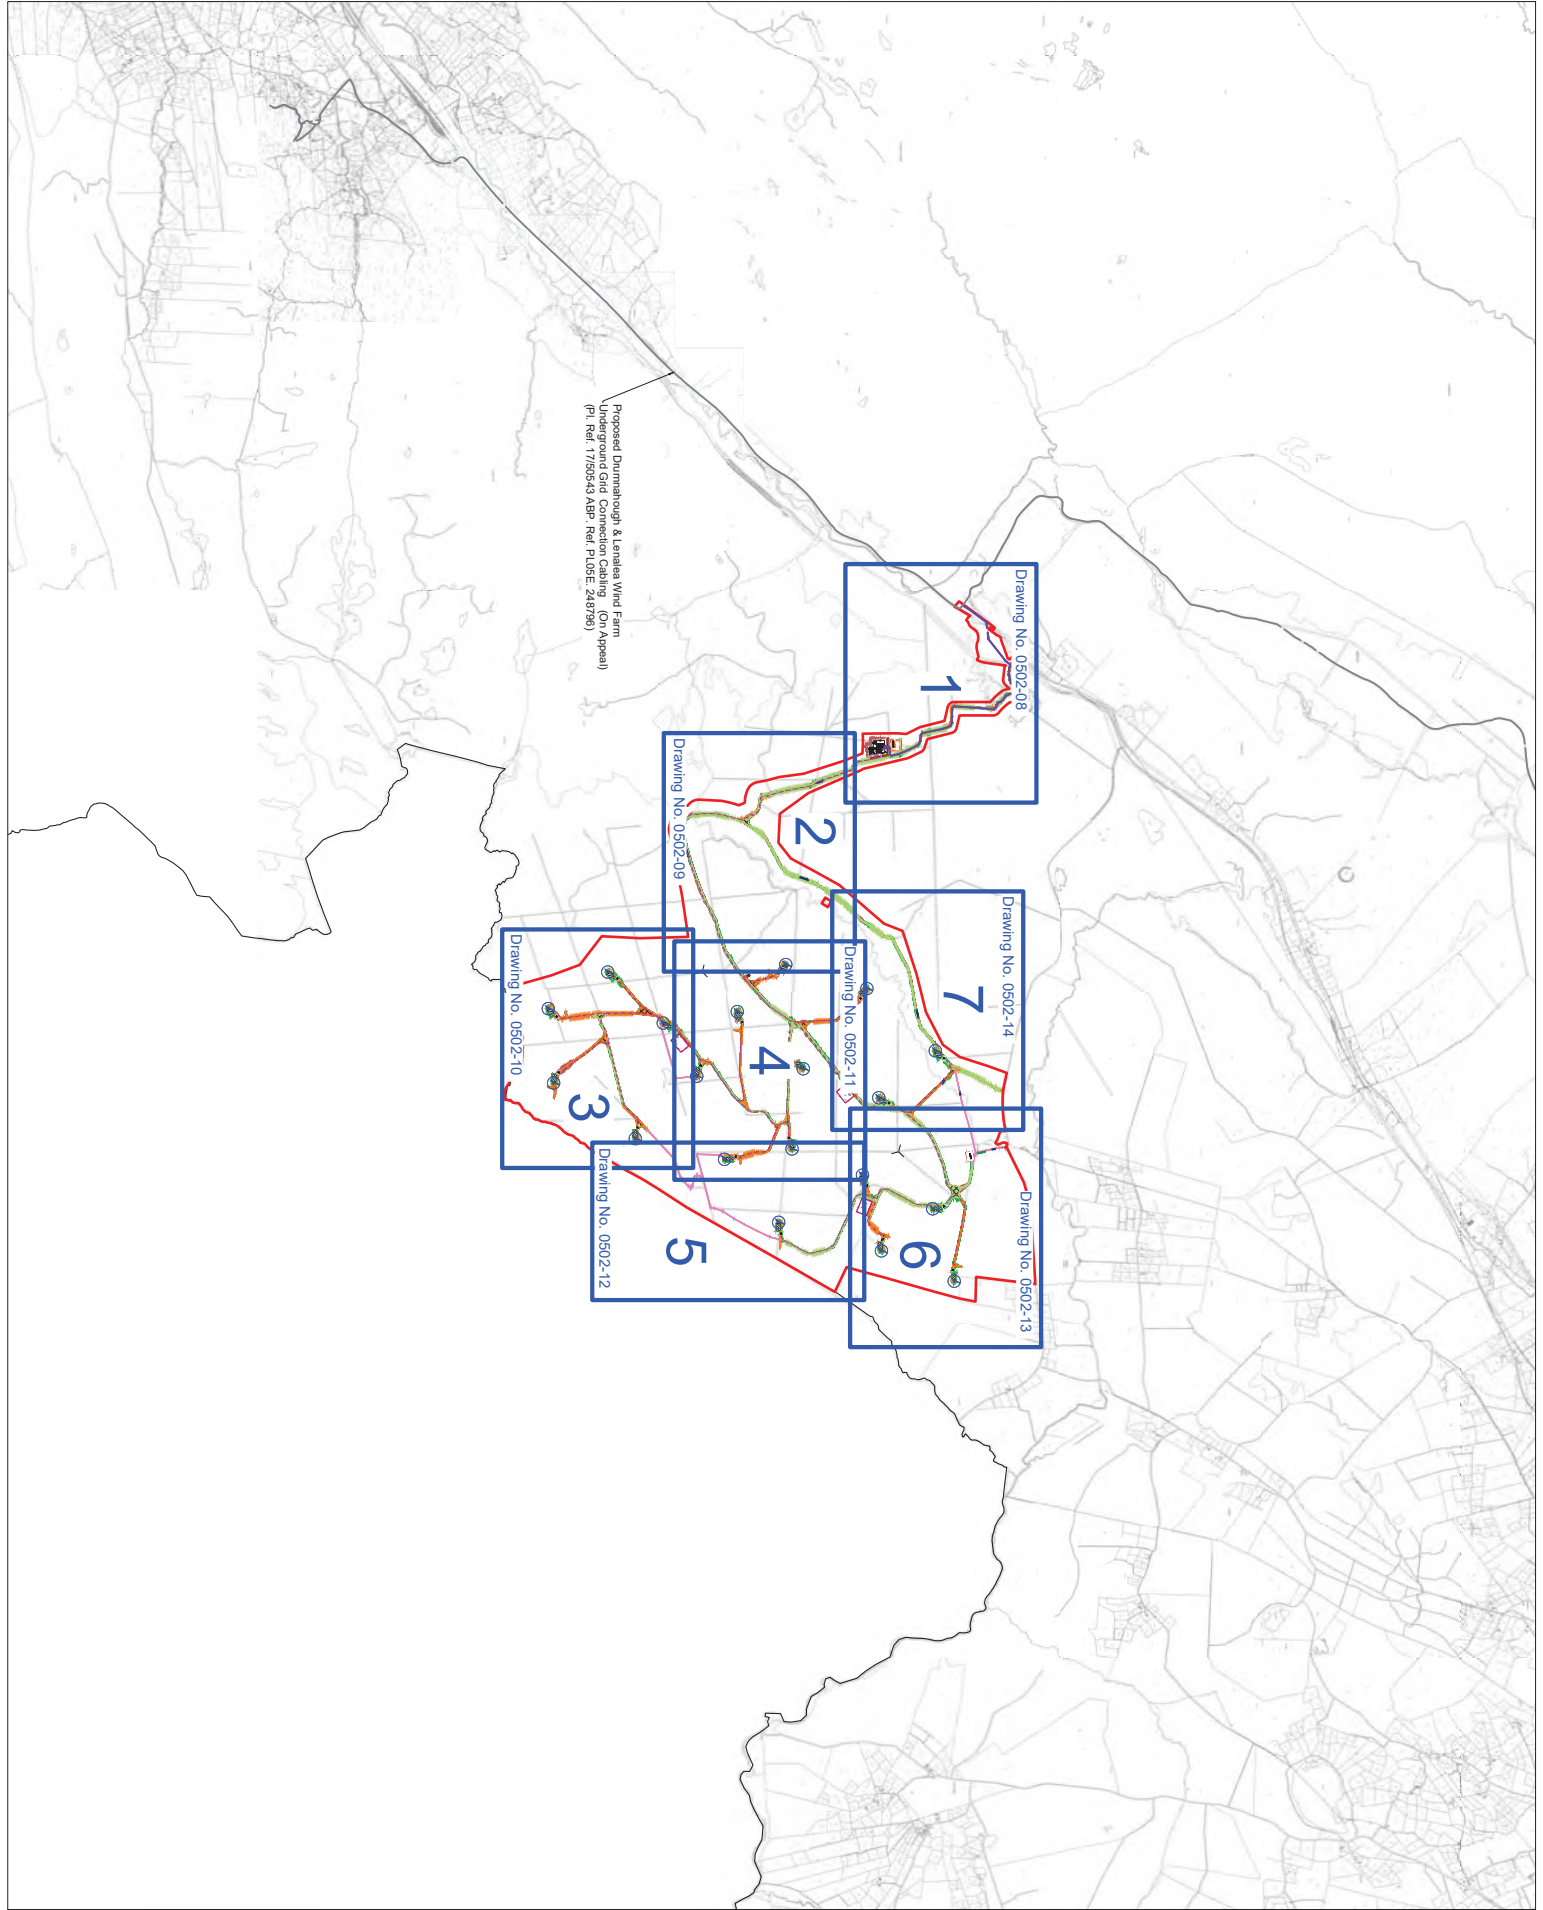 Drawing No. 0502-08
1
Drawing No. 0502-09
2
Drawing No. 0502-14
7
Drawing No. 0502-10
3
Drawing No. 0502-11
4
Drawing No. 0502-12
5
Drawing No. 0502-13
6
Proposed Drumnahough & Lenalea Wind Farm
Underground Grid Connection Cabling (On Appeal)
(Pl. Ref. 17/50543 ABP. Ref. PL05E. 248796)